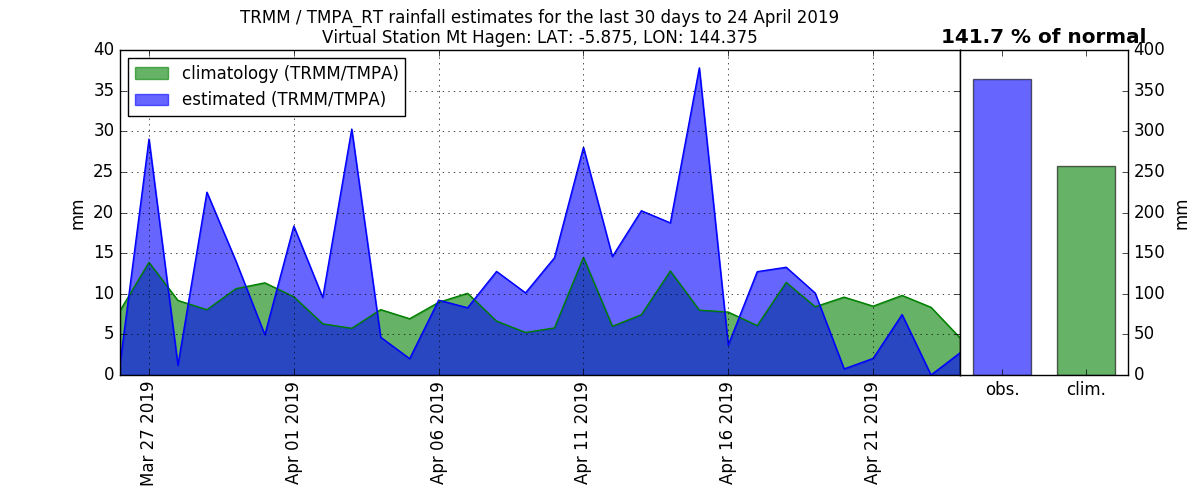 TRMM / TMPA_RT rainfall estimates for the last 30 days to 24 April 2019
Virtual Station Mt Hagen: LAT: -5.875, LON: 144.375
141.7 % of normal
climatology (TRMM/TMPA)
estimated (TRMM/TMPA)
40
35
30
25
20
15
10
5
0
mm
Mar 27 2019
Apr 01 2019
Apr 06 2019
Apr 11 2019
Apr 16 2019
Apr 21 2019
400
350
300
250
200
150
100
50
0
mm
obs.
clim.